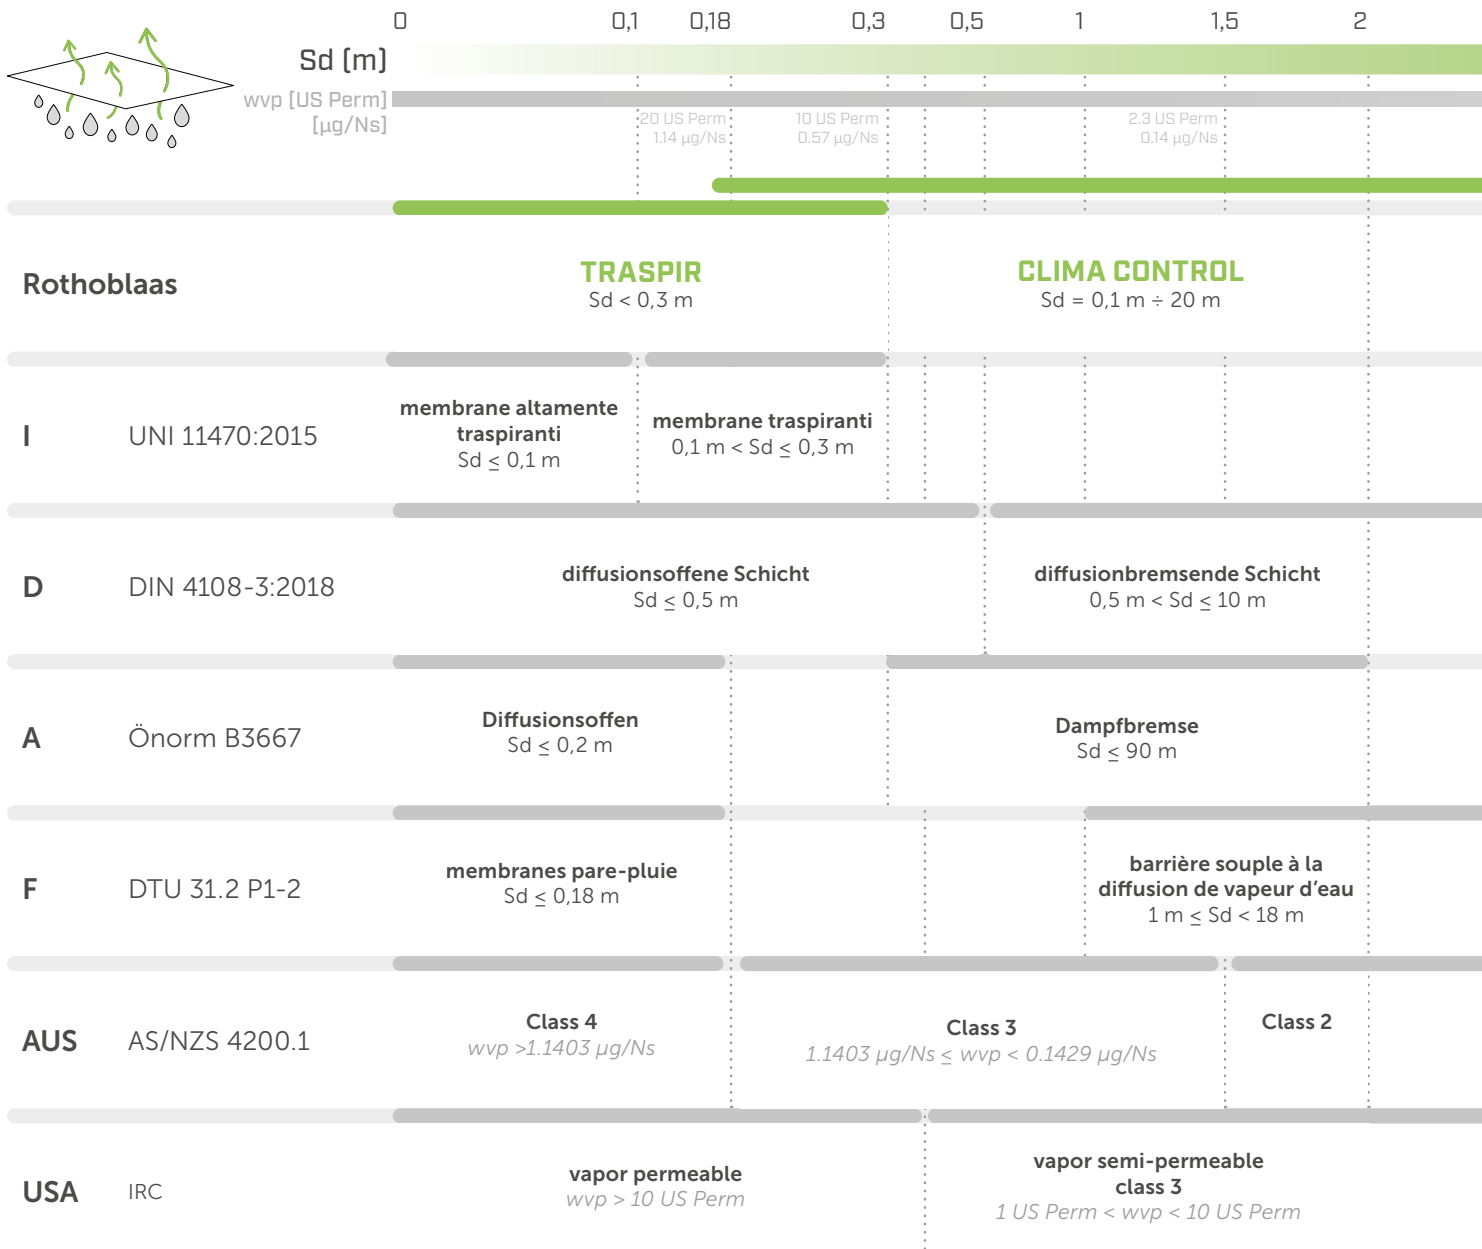 0 0,1 0,18 0,3 0,5 1 1,5 2
Sd [m]
wvp [US Perm]
[µg/Ns]
20 US Perm
1.14 µg/Ns
10 US Perm
0.57 µg/Ns
2.3 US Perm
0.14 µg/Ns
Rothoblaas
TRASPIR
Sd < 0,3 m
CLIMA CONTROL
Sd = 0,1 m ÷ 20 m
I
UNI 11470:2015
membrane altamente
traspiranti
Sd ≤ 0,1 m
membrane traspiranti
0,1 m < Sd ≤ 0,3 m
D
DIN 4108-3:2018
diffusionsoffene Schicht
Sd ≤ 0,5 m
diffusionbremsende Schicht
0,5 m < Sd ≤ 10 m
A
Önorm B3667
Diffusionsoffen
Sd ≤ 0,2 m
Dampfbremse
Sd ≤ 90 m
F
DTU 31.2 P1-2
membranes pare-pluie
Sd ≤ 0,18 m
barrière souple à la
diffusion de vapeur d’eau
1 m ≤ Sd < 18 m
AUS
AS/NZS 4200.1
Class 4
wvp >1.1403 µg/Ns
Class 3
1.1403 µg/Ns ≤ wvp < 0.1429 µg/Ns
Class 2
USA
IRC
vapor permeable
wvp > 10 US Perm
vapor semi-permeable
class 3
1 US Perm < wvp < 10 US Perm